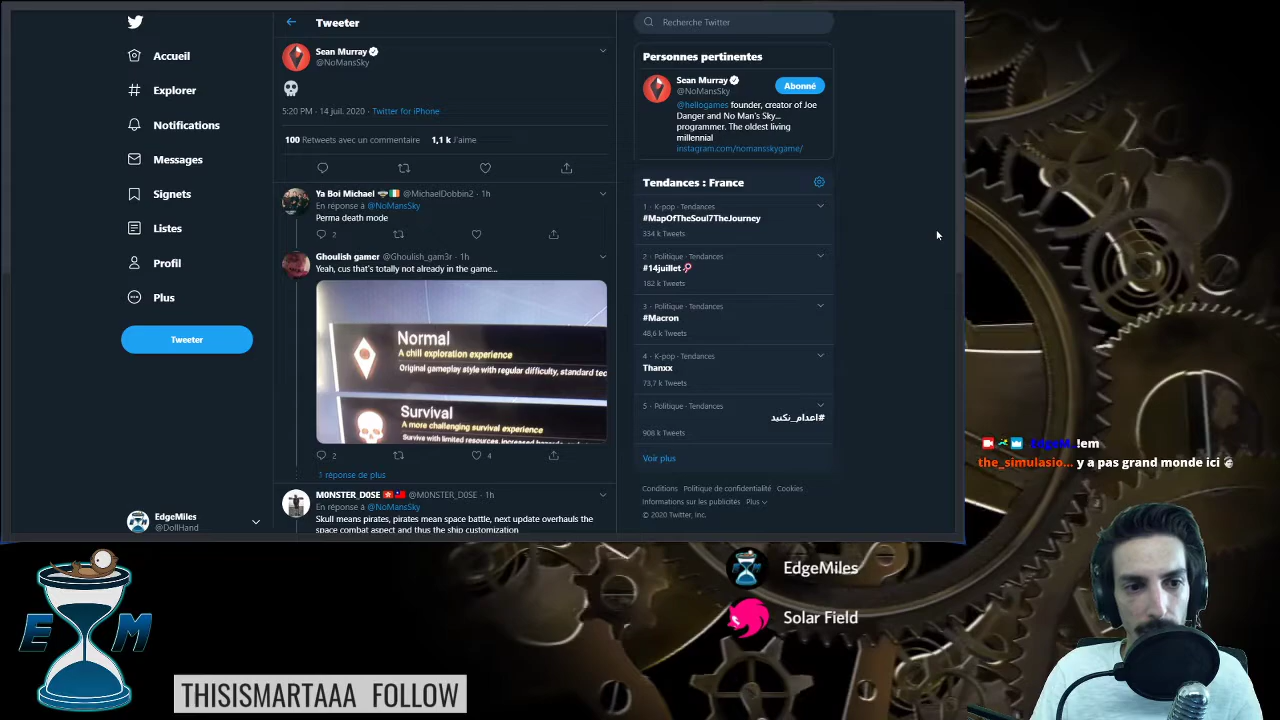 Accueil
Explorer
Notifications
Messages
Signets
Listes
Profil
Plus
Tweeter
EdgeMiles
@DollHand
Tweeter
Sean Murray
@NoMansSky
5:20 PM · 14 juil. 2020 · Twitter for iPhone
100 Retweets avec un commentaire 1,1 k J'aime
Ya Boi Michael @MichaelDobbin2 · 1h
En réponse à @NoMansSky
Perma death mode
2
Ghoulish gamer @Ghoulish_gam3r · 1h
Yeah, cus that's totally not already in the game...
Normal
A chill exploration experience
Original gameplay style with regular difficulty, standard tec
Survival
A more challenging survival experience
Survive with limited resources, increased
2 4
1 réponse de plus
M0NSTER_D0SE @M0NSTER_D0SE · 1h
En réponse à @NoMansSky
Skull means pirates, pirates mean space battle, next update overhauls the
space combat aspect and thus the ship customization
Recherche Twitter
Personnes pertinentes
Sean Murray
@NoMansSky
Abonné
@hellogames founder, creator of Joe
Danger and No Man's Sky...
programmer. The oldest living
millennial
instagram.com/nomansskygame/
Tendances : France
1 · K-pop · Tendances
#MapOfTheSoul7TheJourney
334 k Tweets
2 · Politique · Tendances
#14juillet
182 k Tweets
3 · Politique · Tendances
#Macron
48,6 k Tweets
4 · K-pop · Tendances
Thanxx
73,7 k Tweets
5 · Politique · Tendances
#اعدام_نکنید
908 k Tweets
Voir plus
Conditions Politique de confidentialité Cookies
Informations sur les publicités Plus
© 2020 Twitter, Inc.
EdgeM_ !em
the_simulasio... y a pas grand monde ici
E M
EdgeMiles
Solar Field
THISISMARTAAA FOLLOW